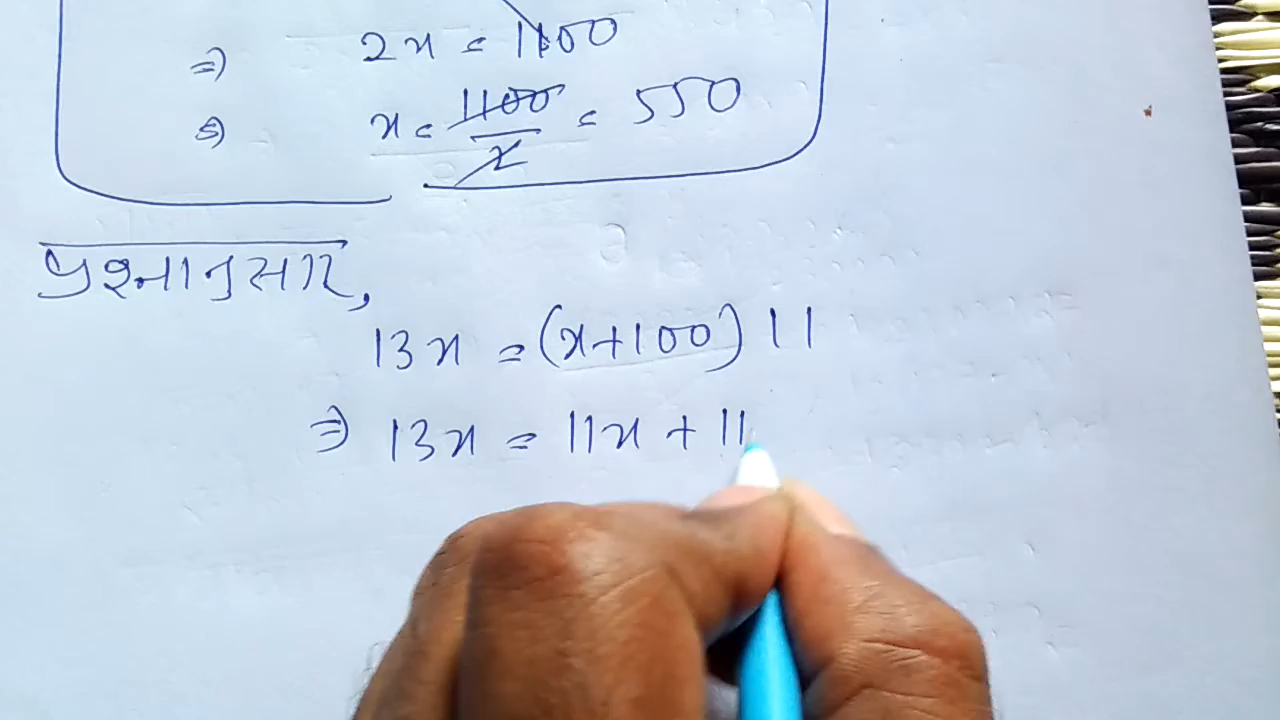 ⇒ 2x = 1100
⇒ x = 1100/2 = 550
प्रश्नानुसार,
13x = (x+100) 11
⇒ 13x = 11x + 11